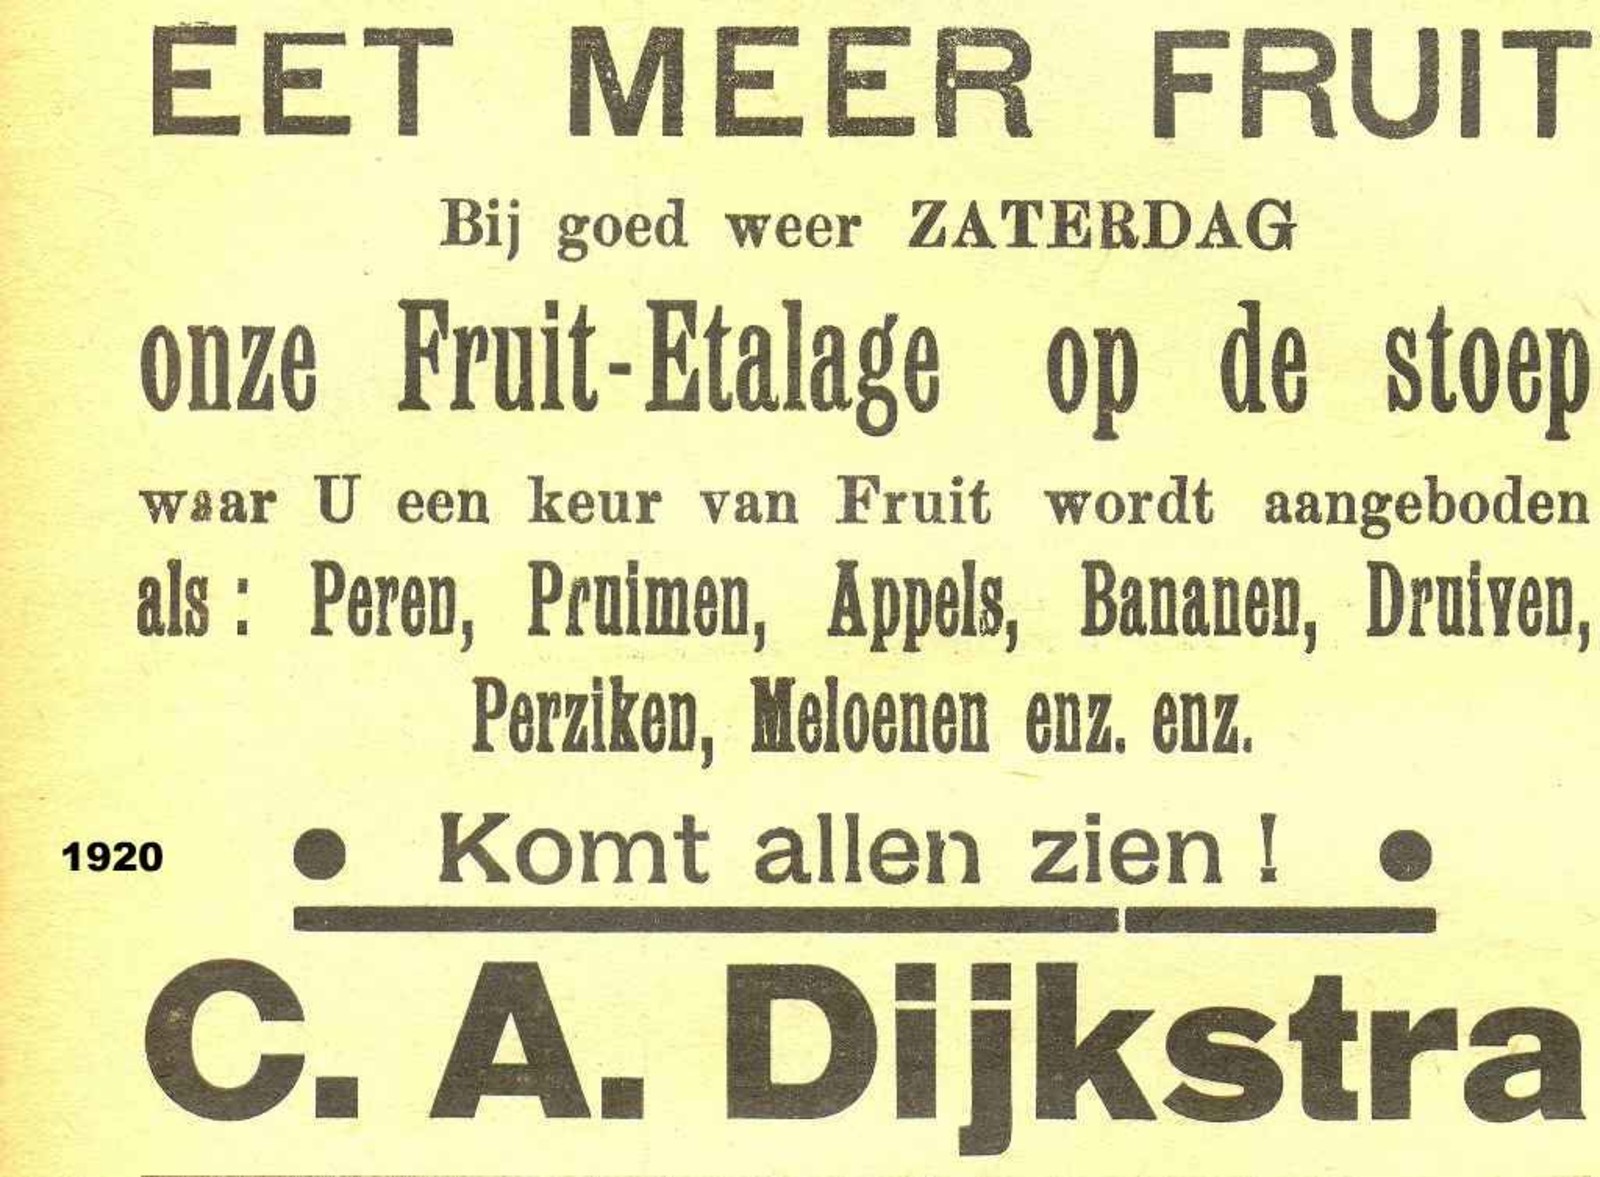 EET MEER FRUIT
Bij goed weer ZATERDAG
onze Fruit-Etalage op de stoep
waar U een keur van Fruit wordt aangeboden
als : Peren, Pruimen, Appels, Bananen, Druiven,
Perziken, Meloenen enz. enz.
1920 ● Komt allen zien ! ●
C. A. Dijkstra